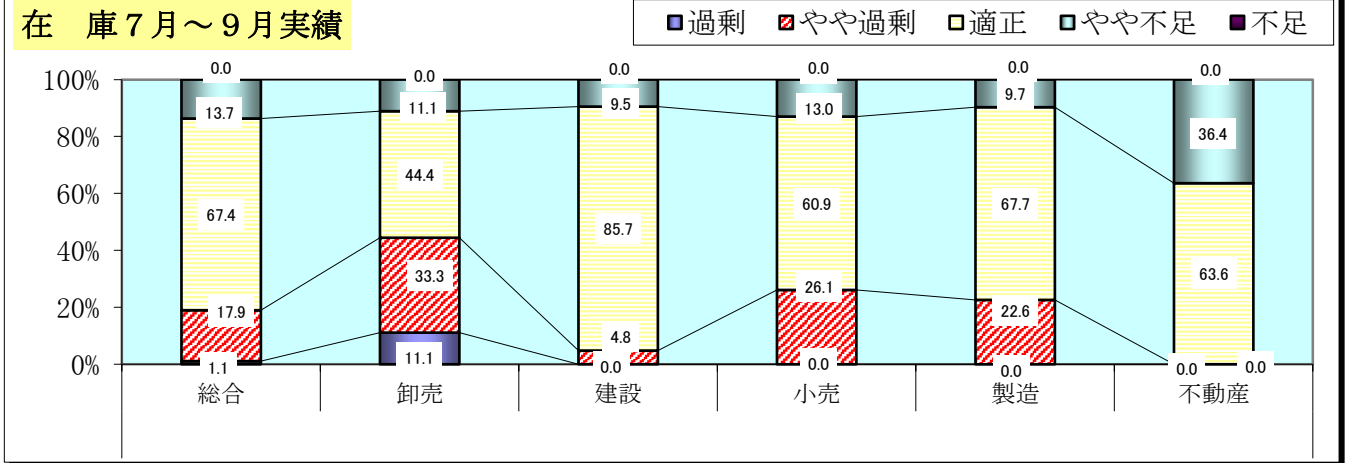 在　庫７月～９月実績
過剰 やや過剰 適正 やや不足 不足
100% 80% 60% 40% 20% 0%
0.0 0.0 0.0 0.0 0.0 0.0
13.7 11.1 9.5 13.0 9.7 36.4
67.4 44.4 85.7 60.9 67.7 63.6
17.9 33.3 4.8 26.1 22.6 0.0
1.1 11.1 0.0 0.0 0.0 0.0
総合 卸売 建設 小売 製造 不動産